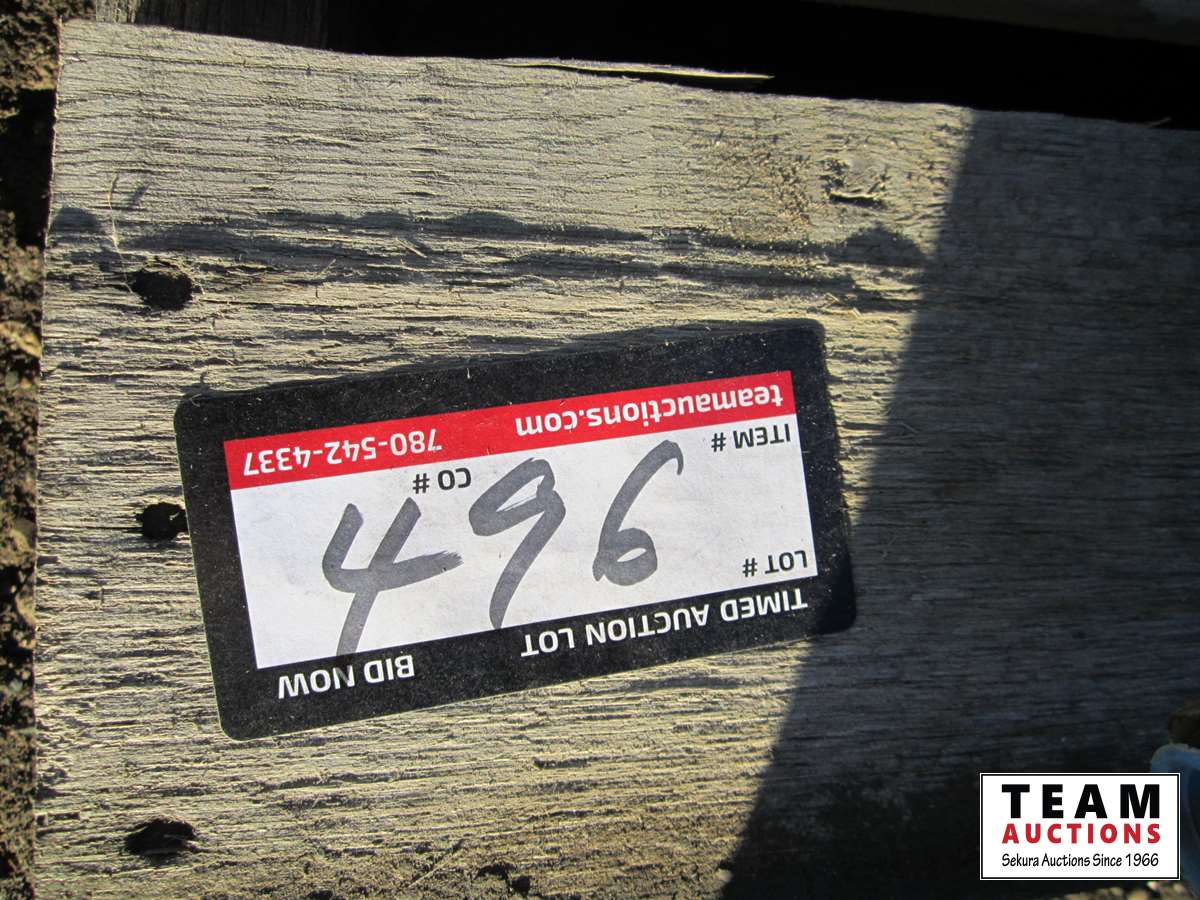 TIMED AUCTION LOT BID NOW
LOT #
496
ITEM # CO #
teamauctions.com 780-542-4337
TEAM
AUCTIONS
Sekura Auctions Since 1966